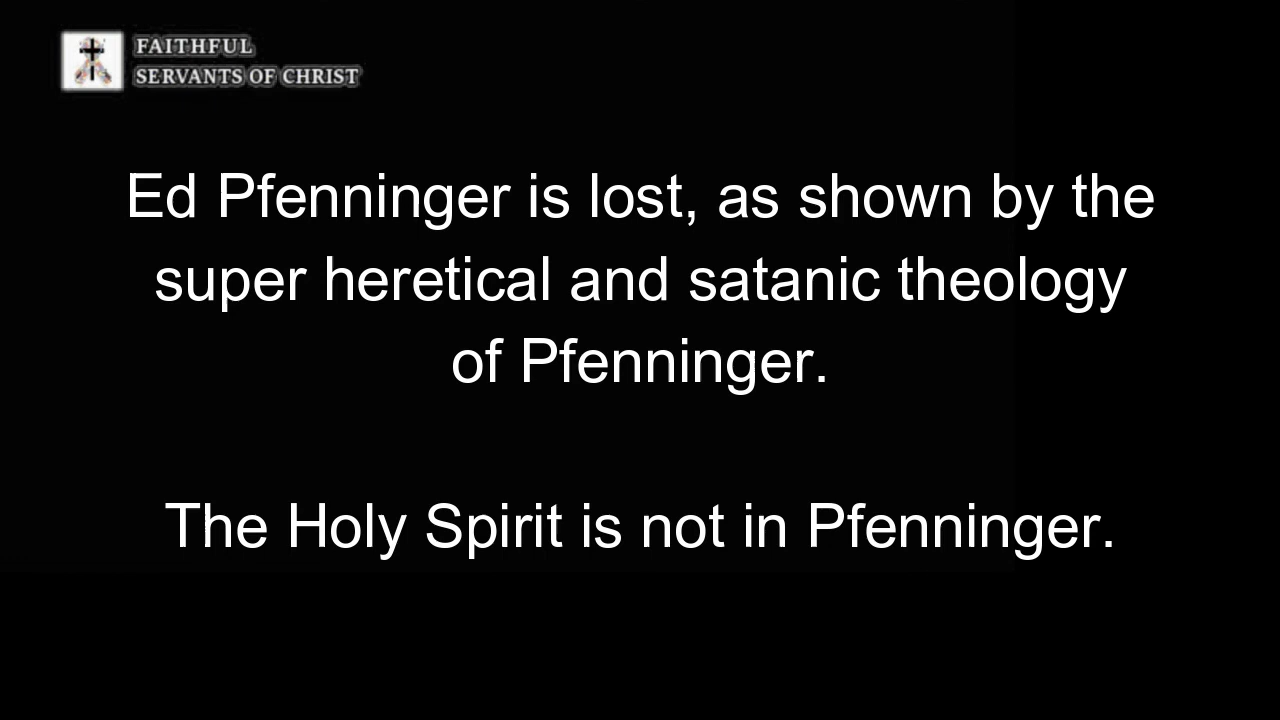 FAITHFUL
SERVANTS OF CHRIST
Ed Pfenninger is lost, as shown by the
super heretical and satanic theology
of Pfenninger.
The Holy Spirit is not in Pfenninger.